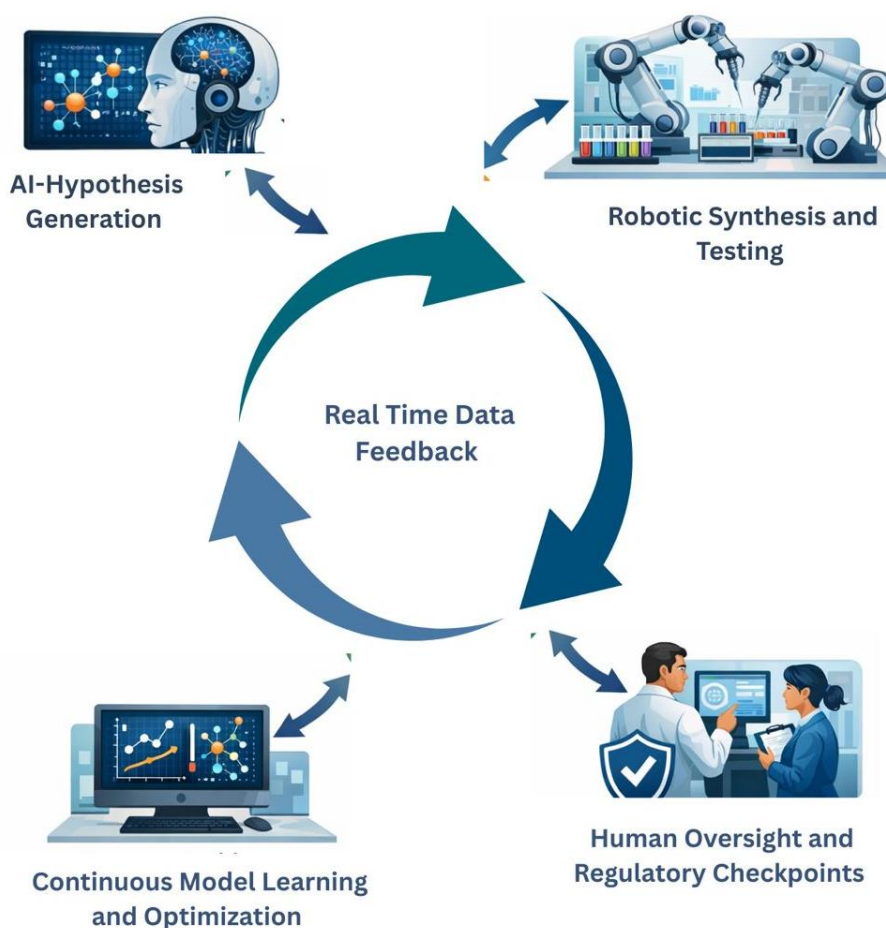 AI-Hypothesis
Generation
Robotic Synthesis and
Testing
Real Time Data
Feedback
Human Oversight and
Regulatory Checkpoints
Continuous Model Learning
and Optimization